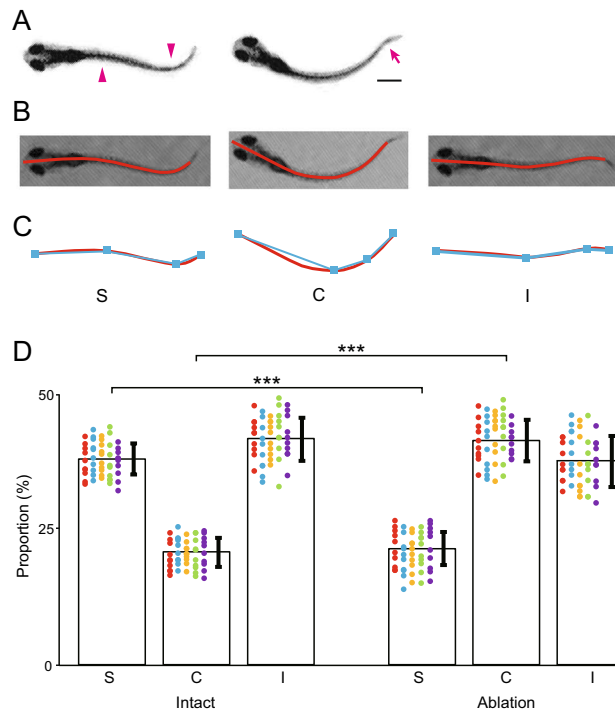 A
B
C
S C I
D
***
***
50
25
0
Proportion (%)
S C I S C I
Intact Ablation